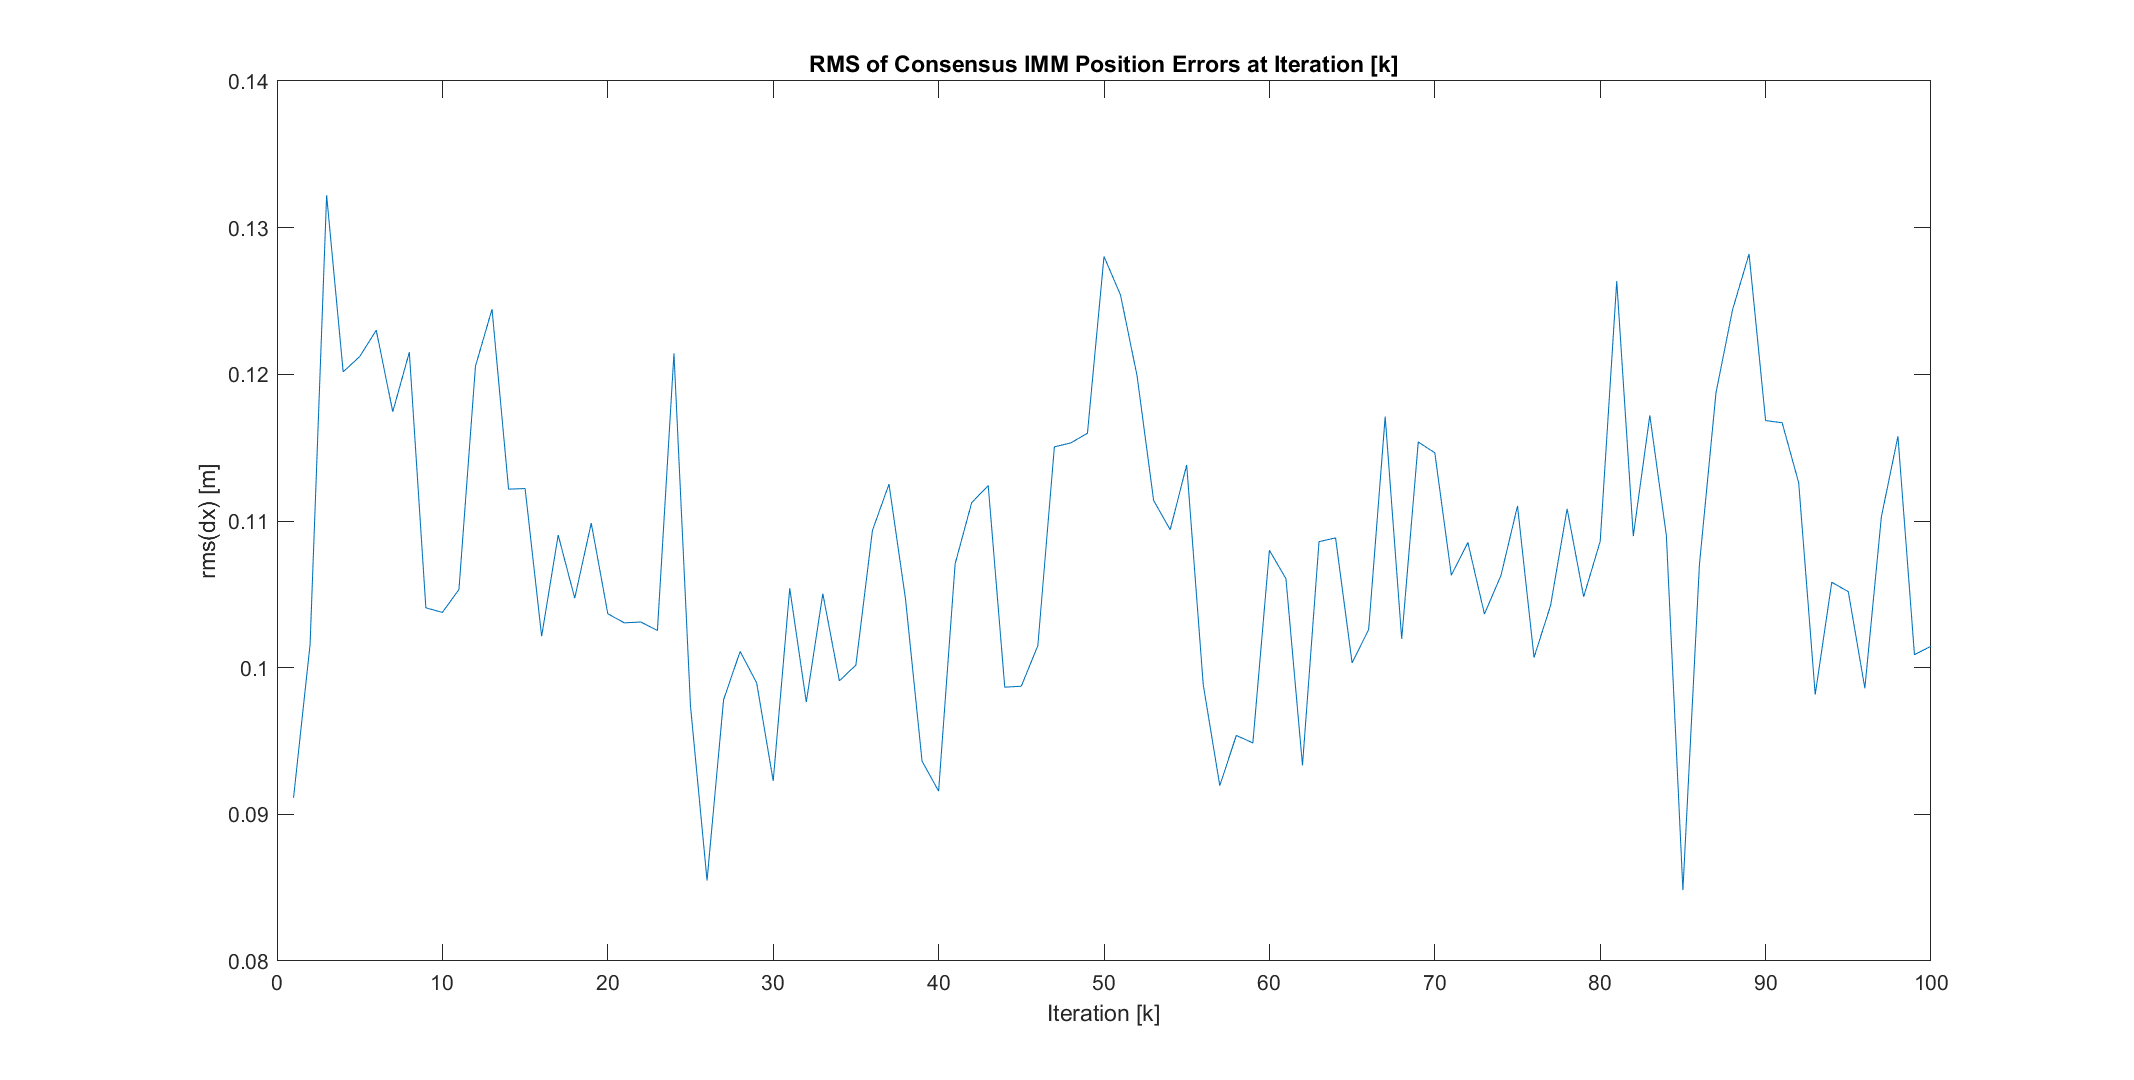 RMS of Consensus IMM Position Errors at Iteration [k]
0.14
0.13
0.12
0.11
0.1
0.09
0.08
rms(dx) [m]
0 10 20 30 40 50 60 70 80 90 100
Iteration [k]